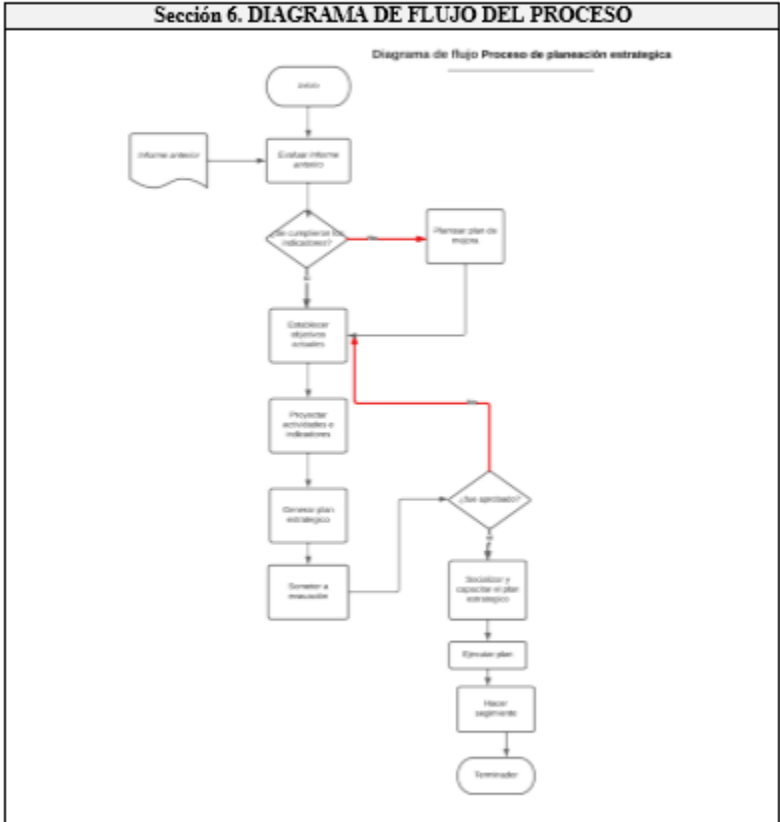 Sección 6. DIAGRAMA DE FLUJO DEL PROCESO
Diagrama de flujo Proceso de planeación estrategica
Inicio
Informe anterior
Evaluar informe
anterior
¿Se cumplieron los
indicadores?
Plantear plan de
mejora
Establecer
objetivos
actuales
Proyectar
actividades e
indicadores
Generar plan
estrategico
¿fue aprobado?
Someter a
Socializar y
capacitar el plan
estrategico
Ejecutar plan
Hacer
Terminador